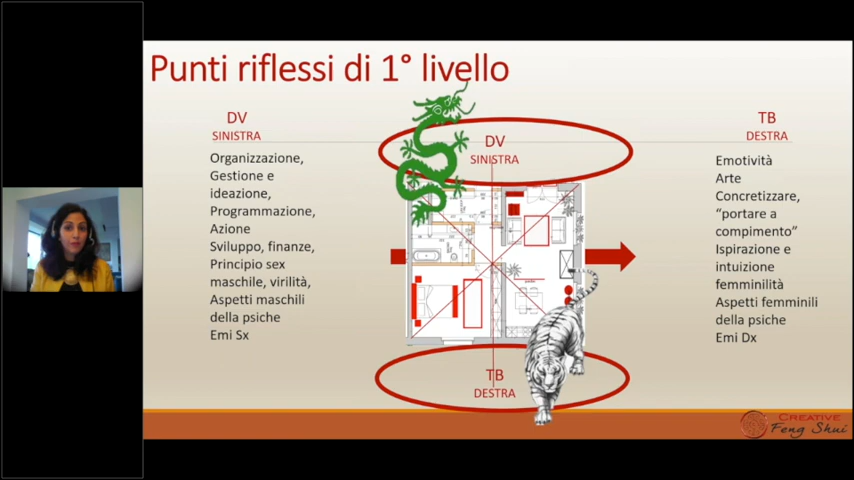 Punti riflessi di 1° livello
DV
SINISTRA
Organizzazione,
Gestione e
ideazione,
Programmazione,
Azione
Sviluppo, finanze,
Principio sex
maschile, virilità,
Aspetti maschili
della psiche
Emi Sx
DV
SINISTRA
TB
DESTRA
TB
DESTRA
Emotività
Arte
Concretizzare,
“portare a
compimento”
Ispirazione e
intuizione
femminilità
Aspetti femminili
della psiche
Emi Dx
CREATIVE
Feng Shui